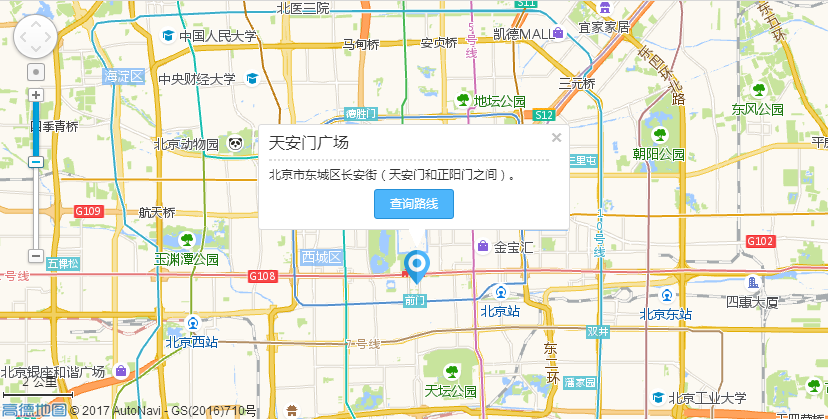 北医三院
S11
宜家家居
中国人民大学
马甸桥
安贞桥
5号线
凯德MALL
东五环
海淀区
中央财经大学
三元桥
东四环北路
地坛公园
东风公园
德胜门
S12
四季青桥
北京动物园
朝阳公园
平房
三里屯
天安门广场
×
北京市东城区长安街（天安门和正阳门之间）。
查询路线
G109
航天桥
10号线
G102
金宝汇
玉渊潭公园
西城区
五棵松
1号线
G108
前门
北京站
北京东站
四惠大厦
双井
北京西站
7号线
东二环
北京银座和谐广场
天坛公园
潘家园
2 公里
北京工业大学
高德地图 © 2017 AutoNavi - GS(2016)710号